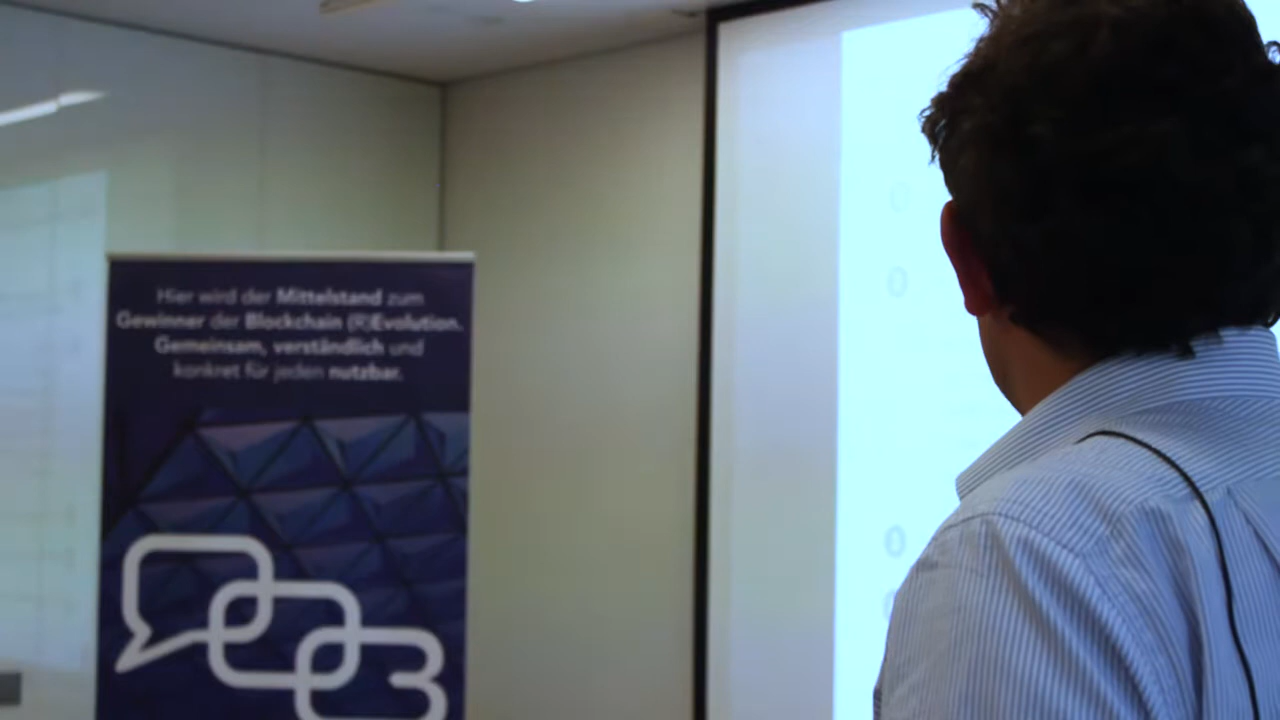 Hier wird der Mittelstand zum
Gewinner der Blockchain (R)Evolution.
Gemeinsam, verständlich und
konkret für jeden nutzbar.